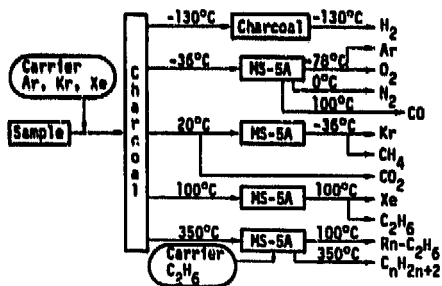 -130°C Charcoal -130°C H2
Carrier
Ar, Kr, Xe
Sample
Charcoal
-36°C MS-5A -78°C Ar
O2
0°C N2
100°C CO
20°C MS-5A -36°C Kr
CH4
CO2
100°C MS-5A 100°C Xe
C2H6
350°C MS-5A 100°C Rn-C2H6
Carrier
C2H6
350°C CnH2n+2